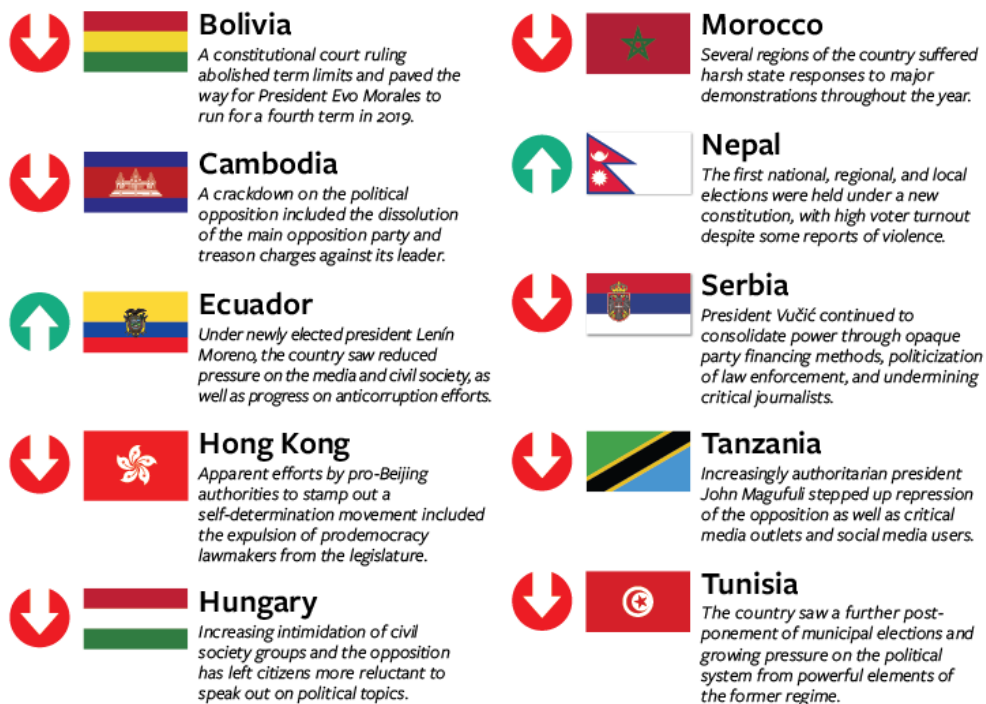 Bolivia
A constitutional court ruling
abolished term limits and paved the
way for President Evo Morales to
run for a fourth term in 2019.
Cambodia
A crackdown on the political
opposition included the dissolution
of the main opposition party and
treason charges against its leader.
Ecuador
Under newly elected president Lenín
Moreno, the country saw reduced
pressure on the media and civil society, as
well as progress on anticorruption efforts.
Hong Kong
Apparent efforts by pro-Beijing
authorities to stamp out a
self-determination movement included
the expulsion of prodemocracy
lawmakers from the legislature.
Hungary
Increasing intimidation of civil
society groups and the opposition
has left citizens more reluctant to
speak out on political topics.
Morocco
Several regions of the country suffered
harsh state responses to major
demonstrations throughout the year.
Nepal
The first national, regional, and local
elections were held under a new
constitution, with high voter turnout
despite some reports of violence.
Serbia
President Vučić continued to
consolidate power through opaque
party financing methods, politicization
of law enforcement, and undermining
critical journalists.
Tanzania
Increasingly authoritarian president
John Magufuli stepped up repression
of the opposition as well as critical
media outlets and social media users.
Tunisia
The country saw a further post-
ponement of municipal elections and
growing pressure on the political
system from powerful elements of
the former regime.